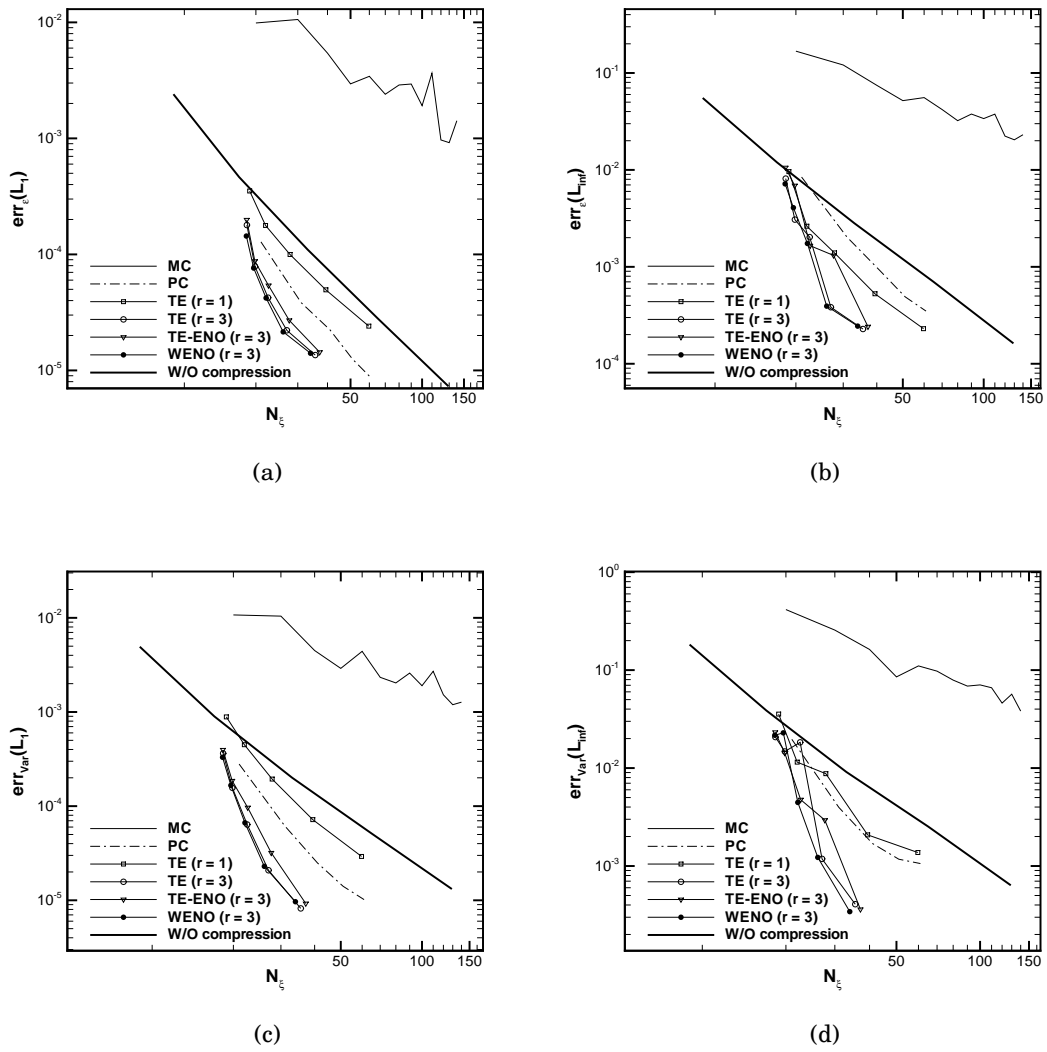 10^-2
10^-3
10^-4
10^-5
err_ε(L_1)
MC
PC
TE (r = 1)
TE (r = 3)
TE-ENO (r = 3)
WENO (r = 3)
W/O compression
50 100 150
N_ξ
(a)
10^-1
10^-2
10^-3
10^-4
err_ε(L_inf)
MC
PC
TE (r = 1)
TE (r = 3)
TE-ENO (r = 3)
WENO (r = 3)
W/O compression
50 100 150
N_ξ
(b)
10^-2
10^-3
10^-4
10^-5
err_Var(L_1)
MC
PC
TE (r = 1)
TE (r = 3)
TE-ENO (r = 3)
WENO (r = 3)
W/O compression
50 100 150
N_ξ
(c)
10^0
10^-1
10^-2
10^-3
err_Var(L_inf)
MC
PC
TE (r = 1)
TE (r = 3)
TE-ENO (r = 3)
WENO (r = 3)
W/O compression
50 100 150
N_ξ
(d)